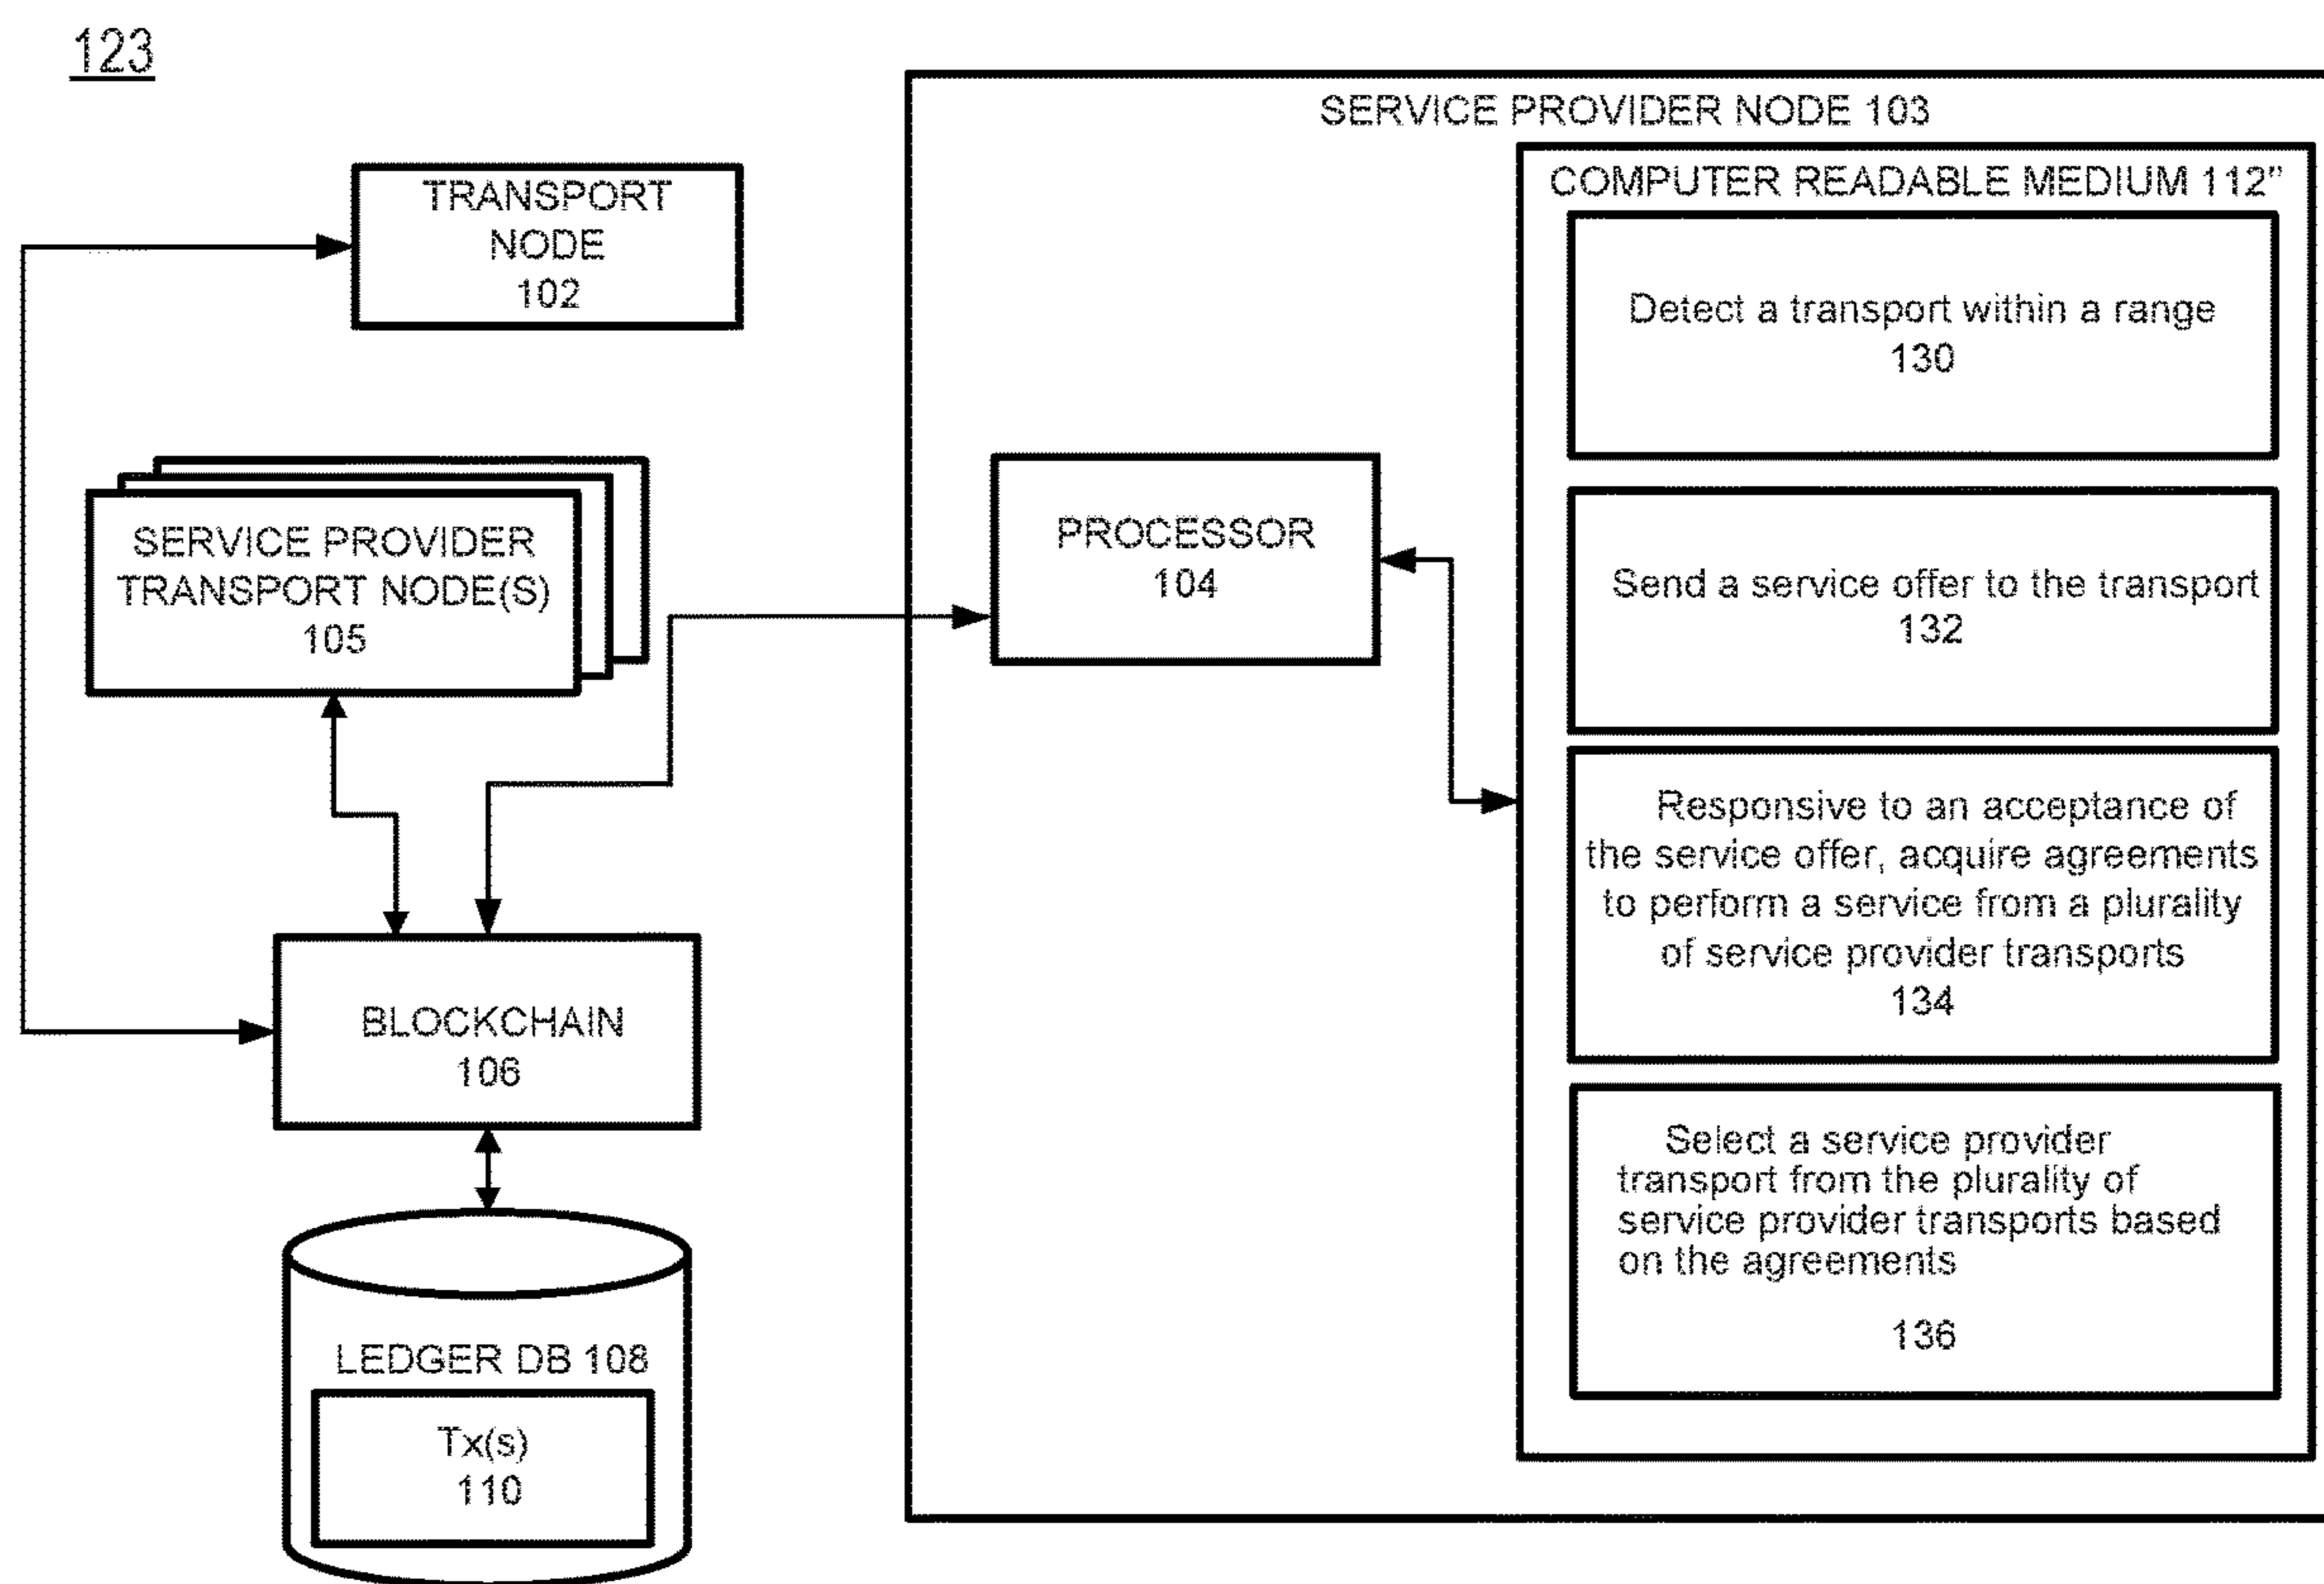 123
SERVICE PROVIDER NODE 103
TRANSPORT
NODE
102
SERVICE PROVIDER
TRANSPORT NODE(S)
105
BLOCKCHAIN
106
LEDGER DB 108
Tx(s)
110
PROCESSOR
104
COMPUTER READABLE MEDIUM 112”
Detect a transport within a range
130
Send a service offer to the transport
132
Responsive to an acceptance of
the service offer, acquire agreements
to perform a service from a plurality
of service provider transports
134
Select a service provider
transport from the plurality of
service provider transports based
on the agreements
136